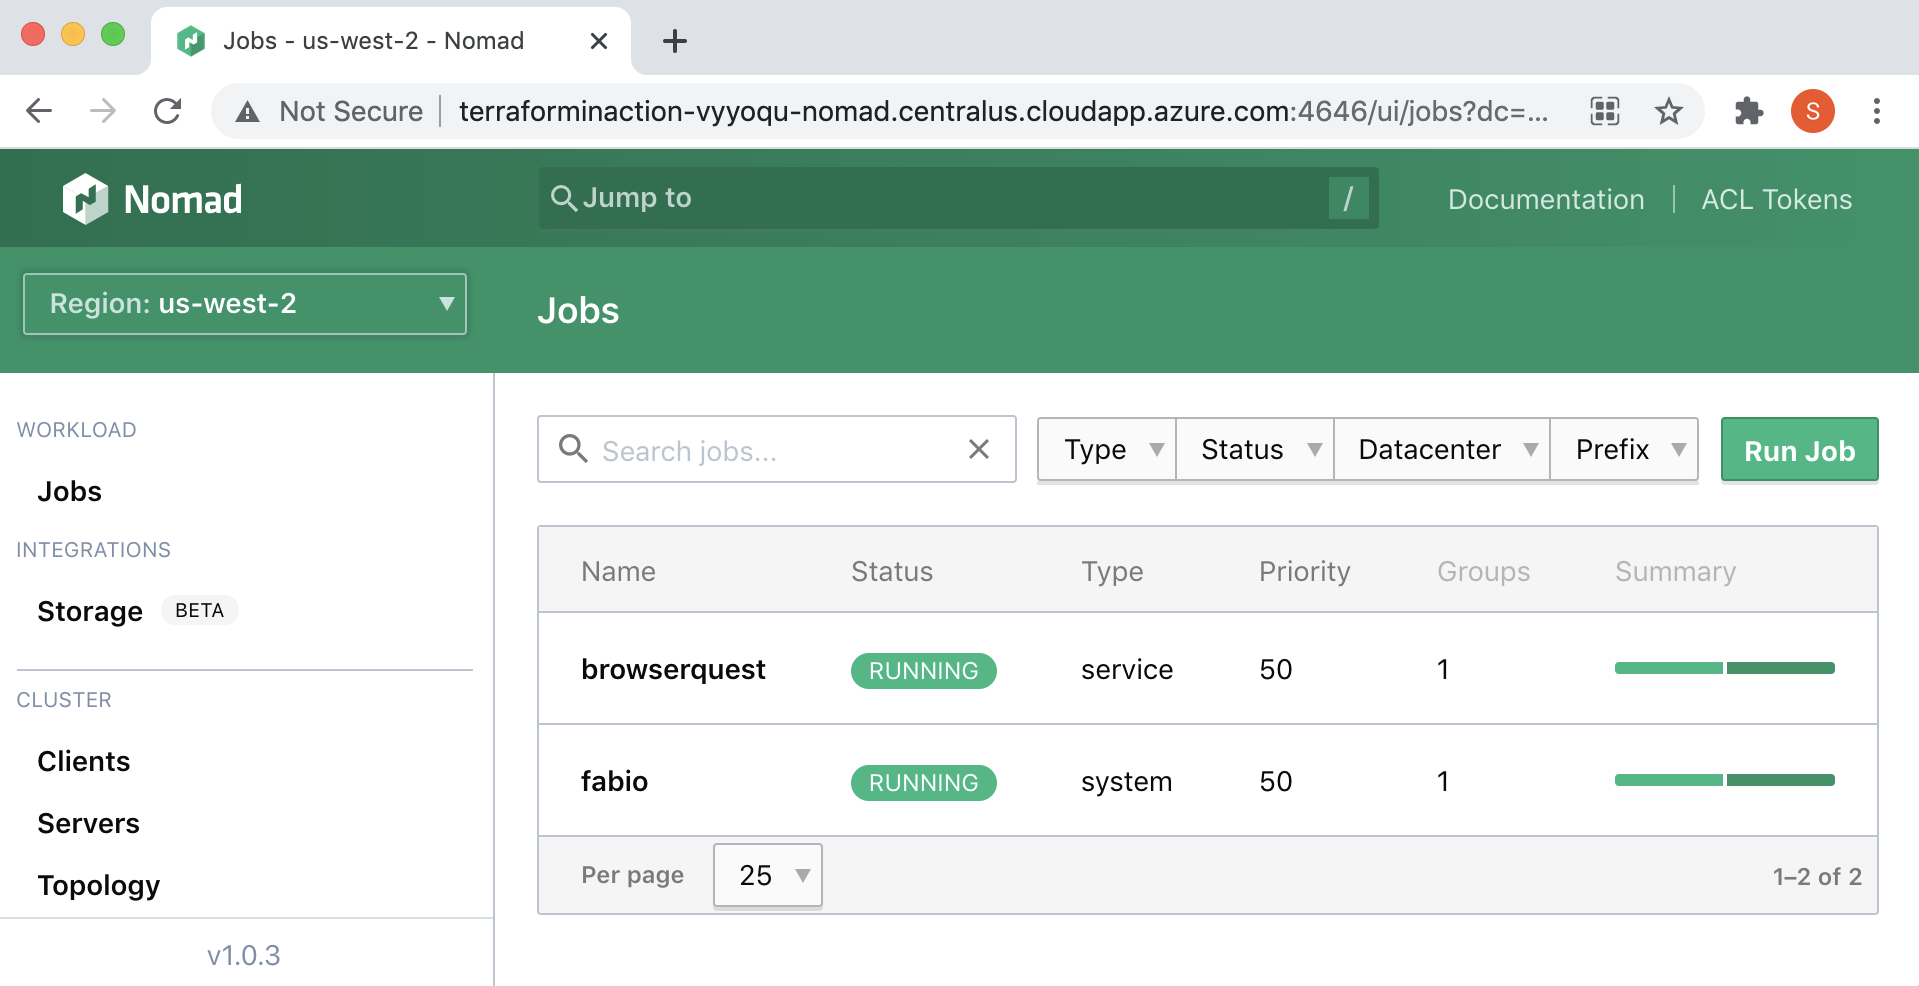 Jobs - us-west-2 - Nomad
Not Secure | terraforminaction-vyyoqu-nomad.centralus.cloudapp.azure.com:4646/ui/jobs?dc=...
S
Nomad
Jump to /
Documentation | ACL Tokens
Region: us-west-2
Jobs
WORKLOAD
Jobs
INTEGRATIONS
Storage BETA
CLUSTER
Clients
Servers
Topology
v1.0.3
Search jobs...
Type Status Datacenter Prefix
Run Job
Name Status Type Priority Groups Summary
browserquest RUNNING service 50 1
fabio RUNNING system 50 1
Per page 25 1–2 of 2